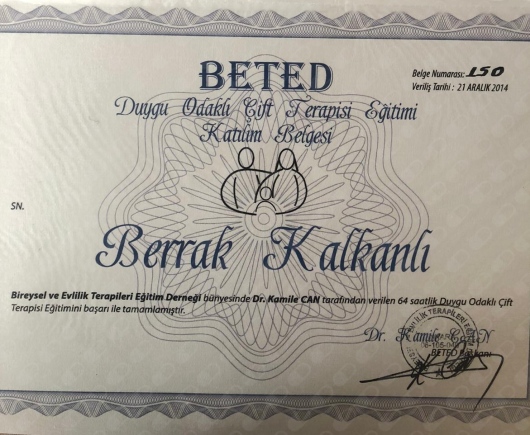 BETED
Belge Numarası: 150
Veriliş Tarihi : 21 ARALIK 2014
Duygu Odaklı Çift Terapisi Eğitimi
Katılım Belgesi
SN.
Berrak Kalkanlı
Bireysel ve Evlilik Terapileri Eğitim Derneği bünyesinde Dr. Kamile CAN tarafından verilen 64 saatlik Duygu Odaklı Çift
Terapisi Eğitimini başarı ile tamamlamıştır.
Dr. Kamile CAN
BETED Başkanı